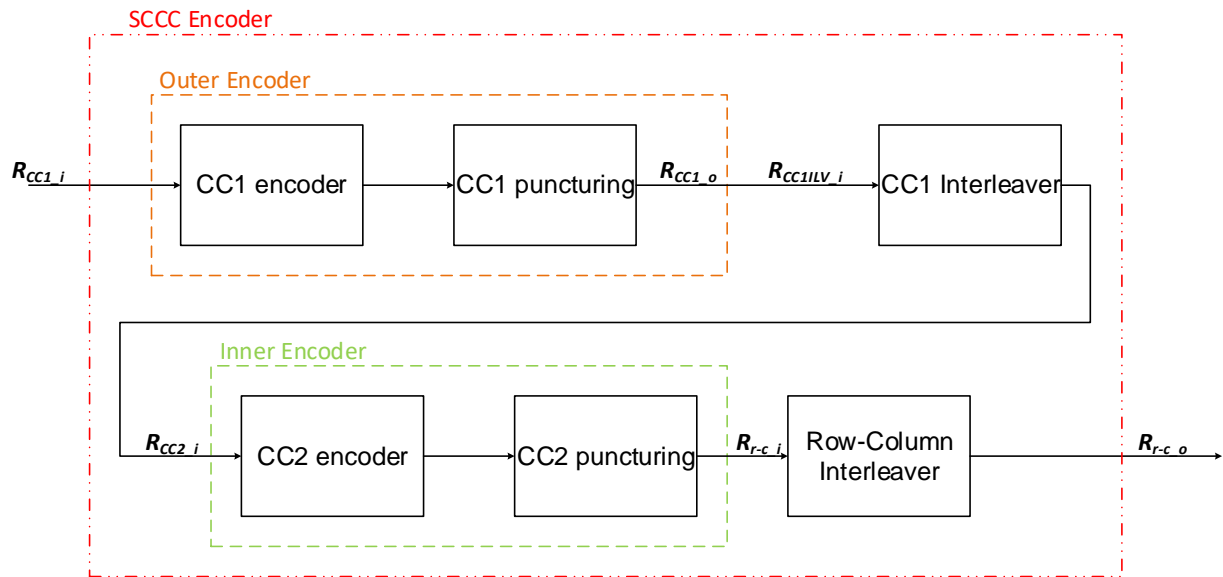 SCCC Encoder
Outer Encoder
R_CC1_i
CC1 encoder
CC1 puncturing
R_CC1_o
R_CC1ILV_i
CC1 Interleaver
Inner Encoder
R_CC2_i
CC2 encoder
CC2 puncturing
R_r-c_i
Row-Column
Interleaver
R_r-c_o